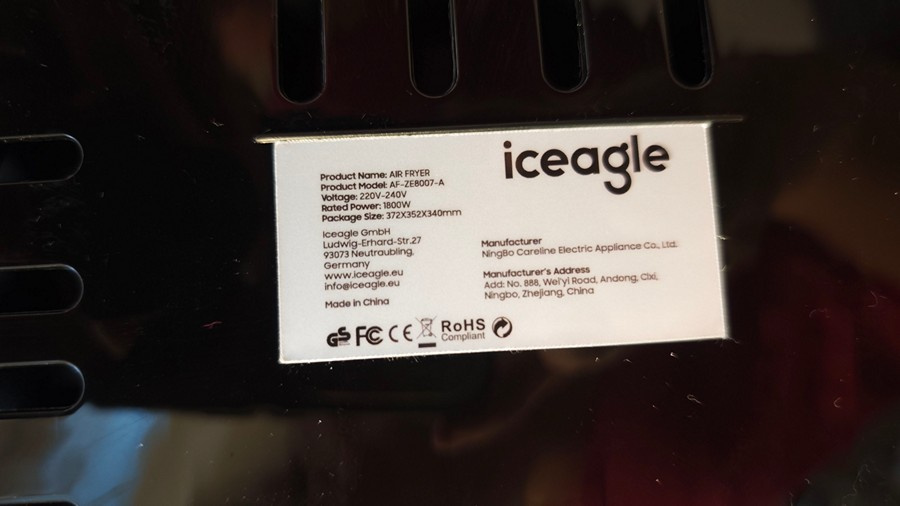 iceagle
Product Name: AIR FRYER
Product Model: AF-ZE8007-A
Voltage: 220V-240V
Rated Power: 1800W
Package Size: 372X352X340mm
Iceagle GmbH
Ludwig-Erhard-Str.27
93073 Neutraubling,
Germany
www.iceagle.eu
info@iceagle.eu
Made in China
Manufacturer
NingBo Careline Electric Appliance Co., Ltd.
Manufacturer's Address
Add: No. 888, Wei'yi Road, Andong, Cixi,
Ningbo, Zhejiang, China
GS FC CE RoHS
Compliant